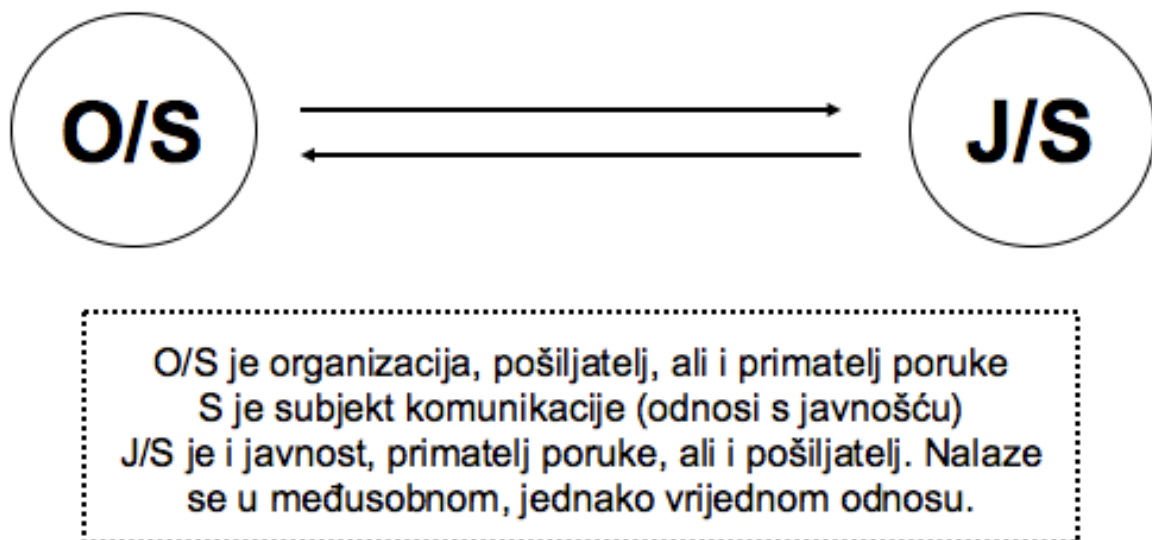 O/S
J/S
O/S je organizacija, pošiljatelj, ali i primatelj poruke
S je subjekt komunikacije (odnosi s javnošću)
J/S je i javnost, primatelj poruke, ali i pošiljatelj. Nalaze
se u međusobnom, jednako vrijednom odnosu.